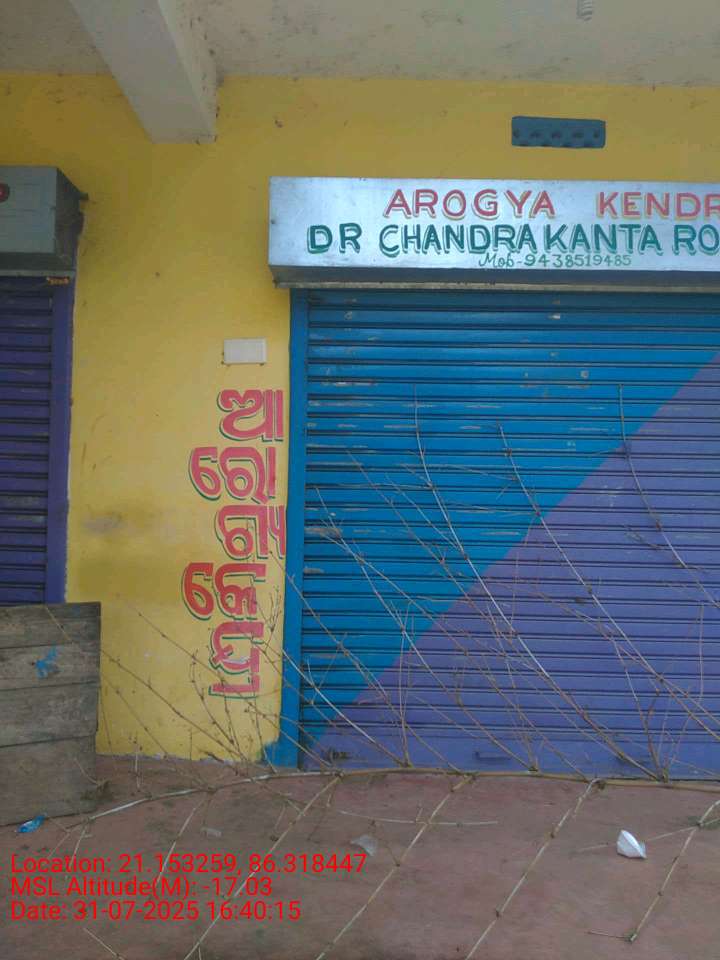 AROGYA KENDR
DR CHANDRA KANTA RO
Mob-9438519485
ଆ
ରୋ
ଗ୍ୟ
କେ
ନ୍ଦ୍ର
Location: 21.153259, 86.318447
MSL Altitude(M): -17.03
Date: 31-07-2025 16:40:15